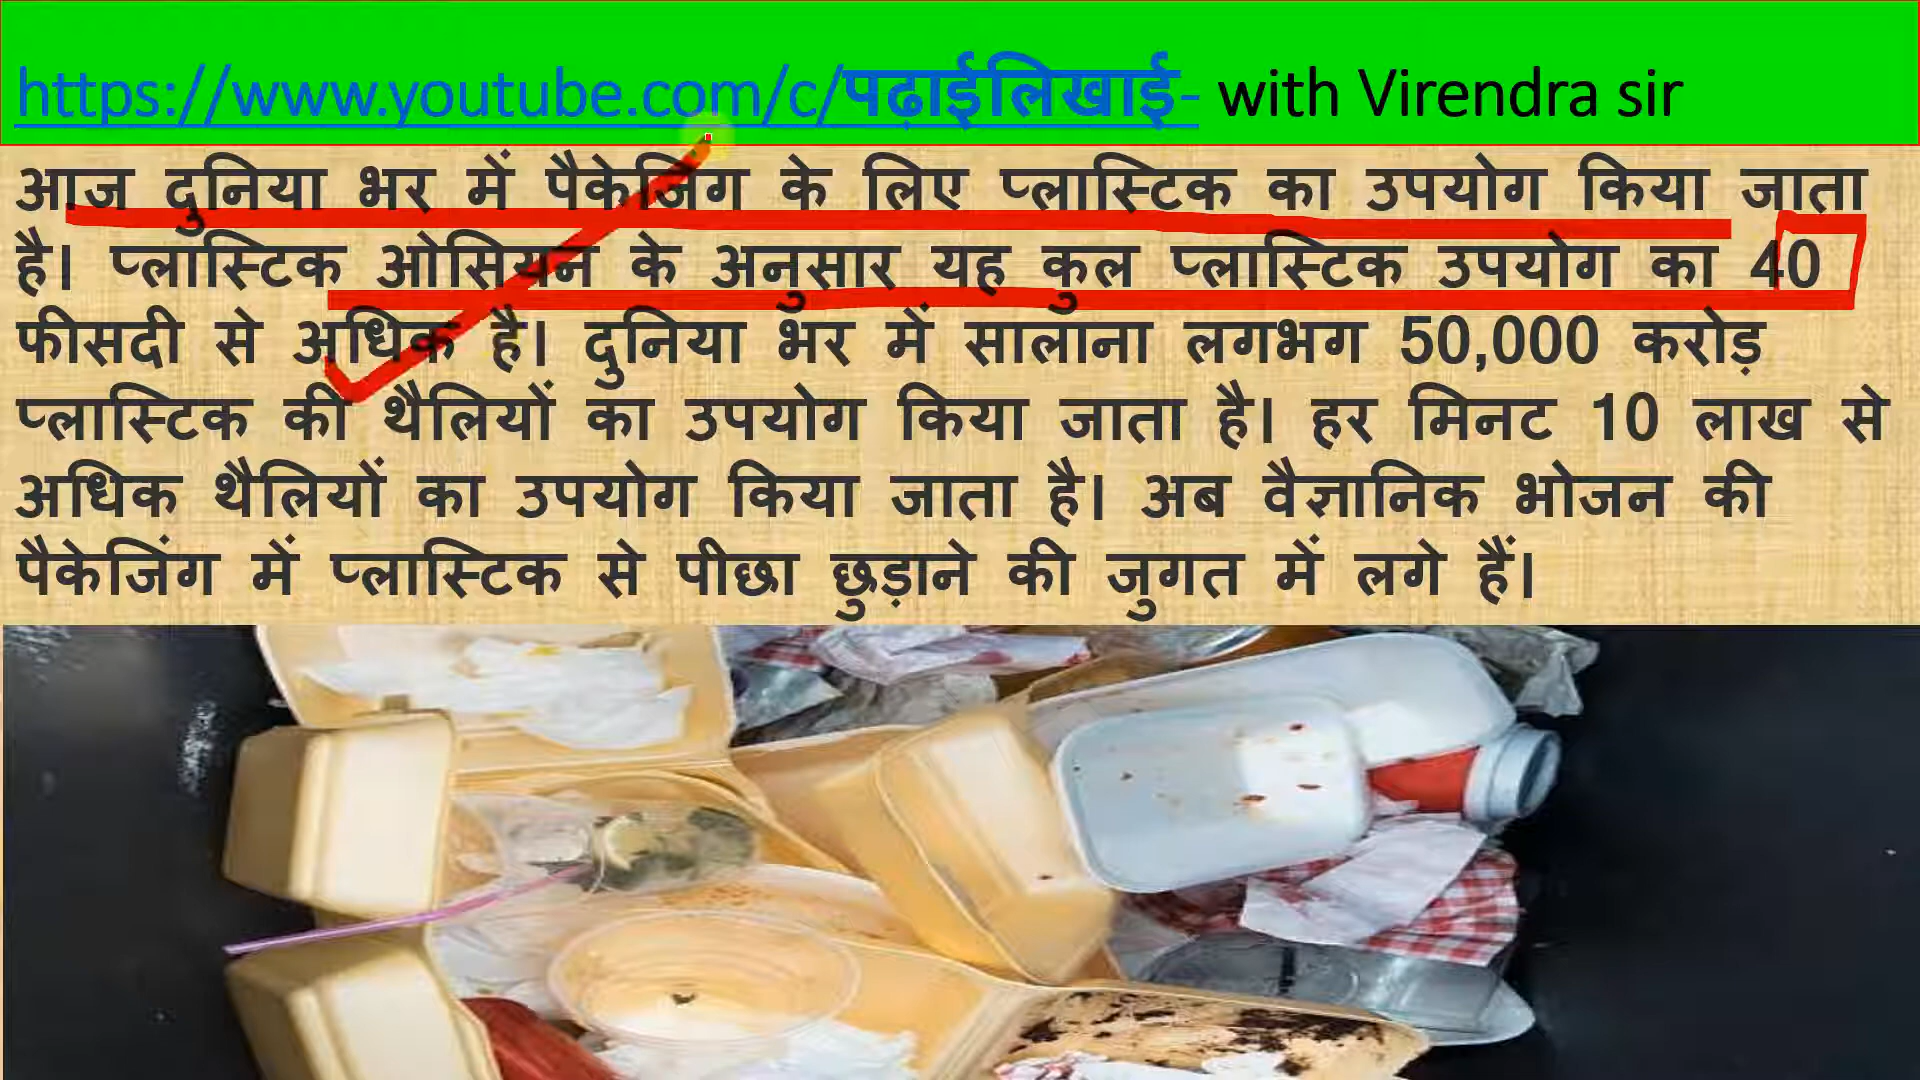 https://www.youtube.com/c/पढ़ाईलिखाई- with Virendra sir
आज दुनिया भर में पैकेजिंग के लिए प्लास्टिक का उपयोग किया जाता
है। प्लास्टिक ओसियन के अनुसार यह कुल प्लास्टिक उपयोग का 40
फीसदी से अधिक है। दुनिया भर में सालाना लगभग 50,000 करोड़
प्लास्टिक की थैलियों का उपयोग किया जाता है। हर मिनट 10 लाख से
अधिक थैलियों का उपयोग किया जाता है। अब वैज्ञानिक भोजन की
पैकेजिंग में प्लास्टिक से पीछा छुड़ाने की जुगत में लगे हैं।